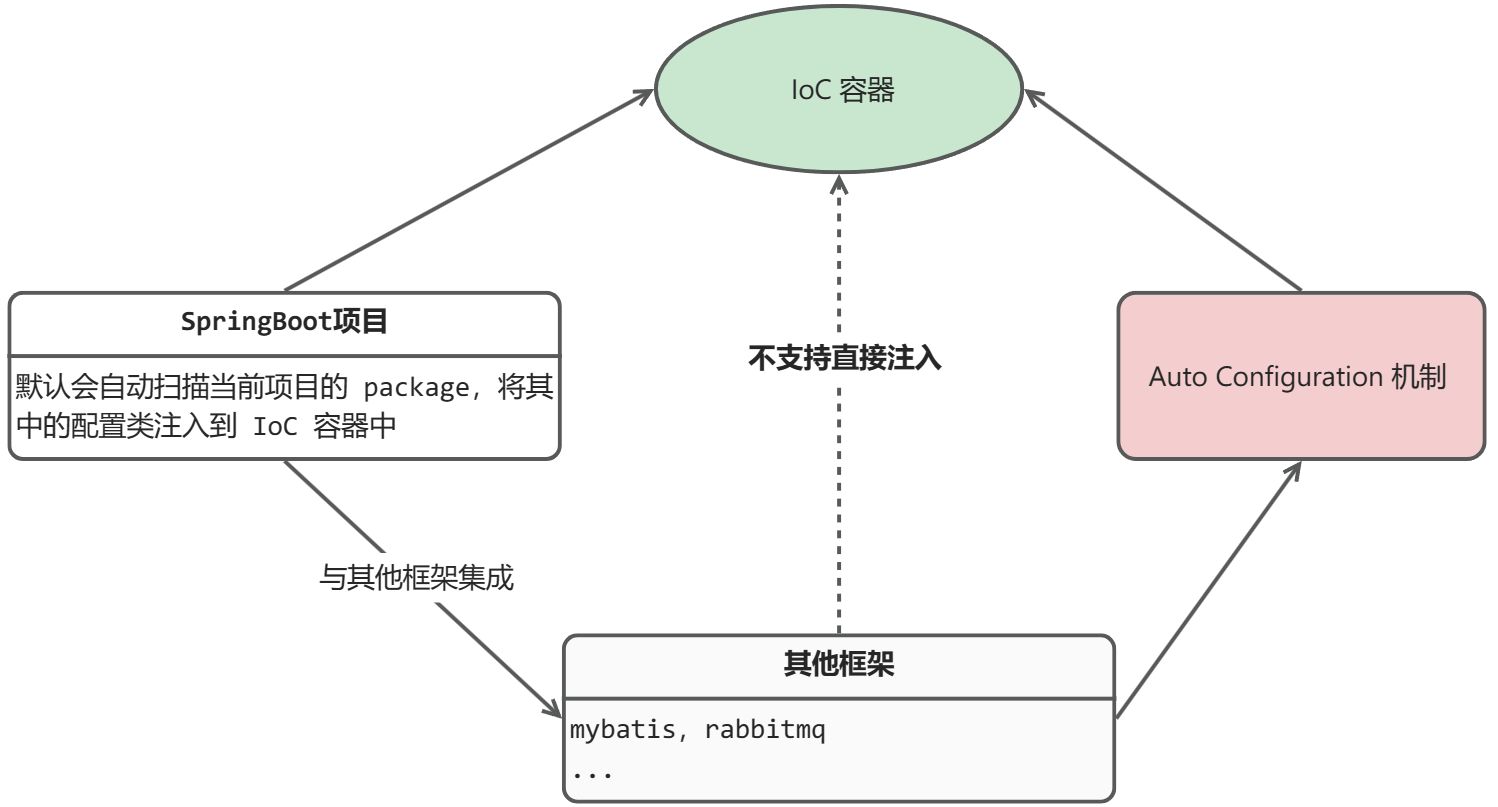 IoC 容器
SpringBoot项目
默认会自动扫描当前项目的 package, 将其
中的配置类注入到 IoC 容器中
不支持直接注入
Auto Configuration 机制
与其他框架集成
其他框架
mybatis, rabbitmq
...